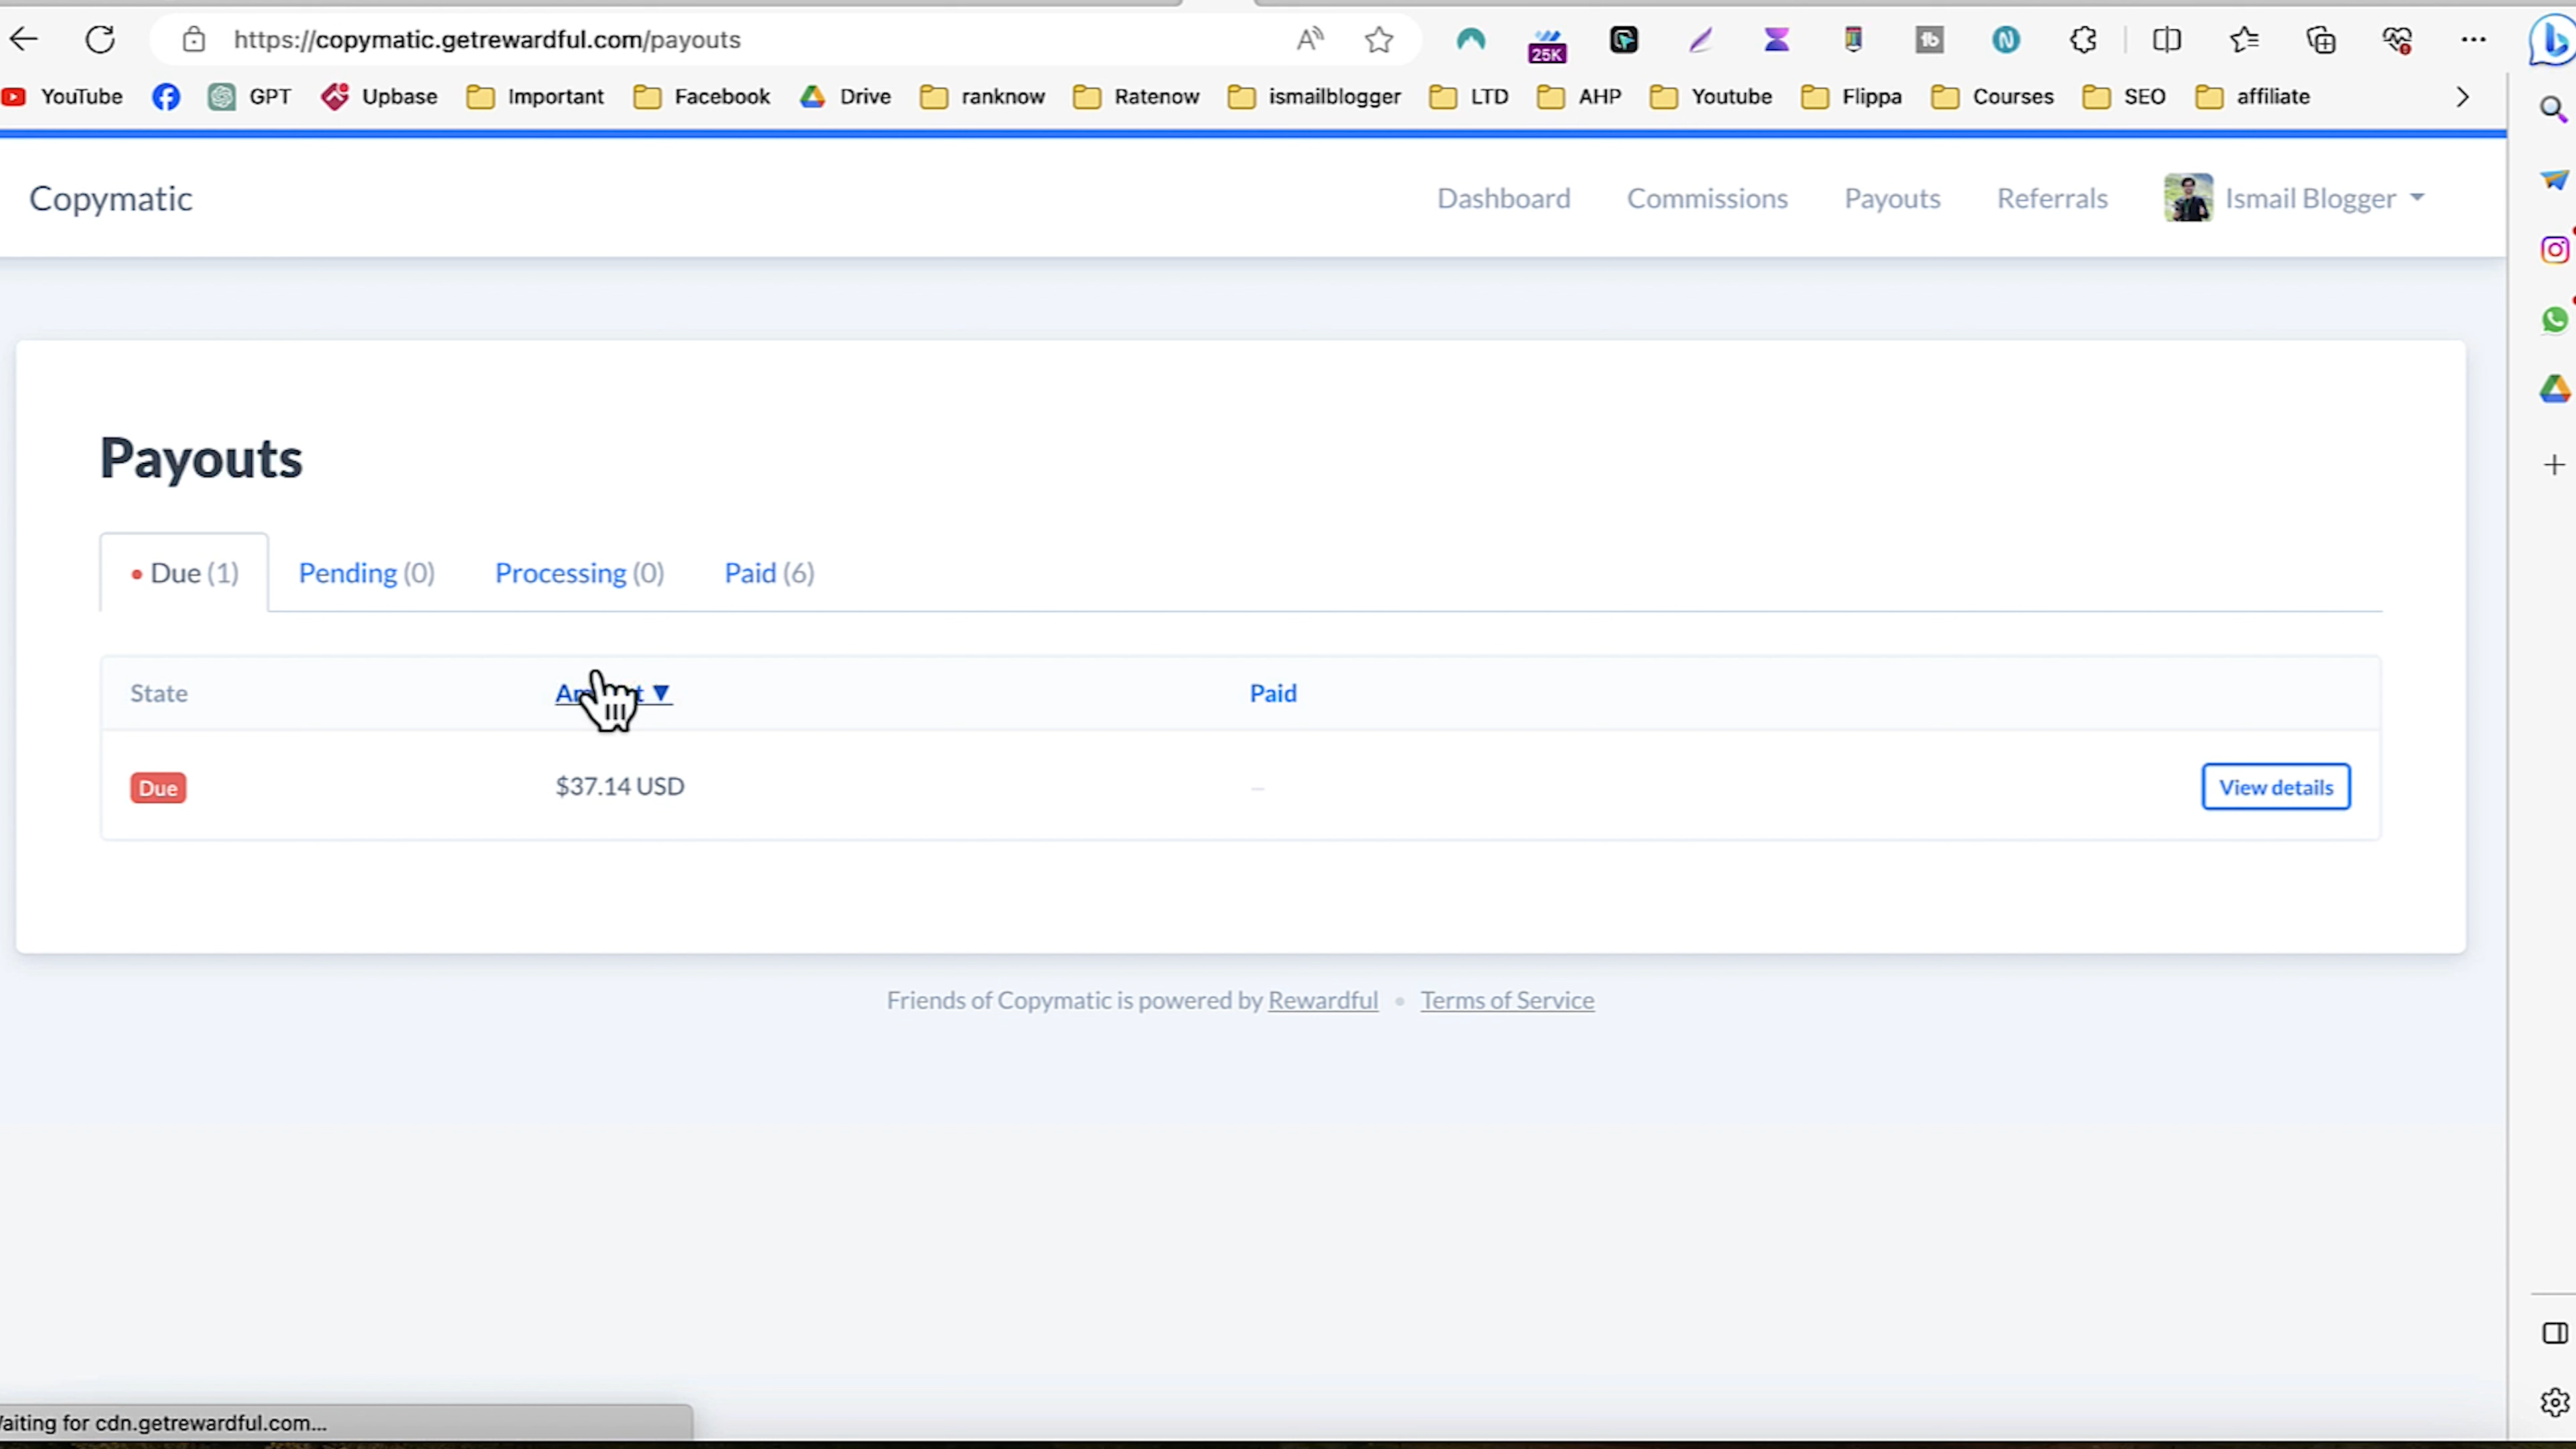 https://copymatic.getrewardful.com/payouts
25K
YouTube GPT Upbase Important Facebook Drive ranknow Ratenow ismailblogger LTD AHP Youtube Flippa Courses SEO affiliate
Copymatic Dashboard Commissions Payouts Referrals Ismail Blogger
Payouts
Due (1) Pending (0) Processing (0) Paid (6)
State Paid
Due $37.14 USD – View details
Friends of Copymatic is powered by Rewardful • Terms of Service
for cdn.getrewardful.com...